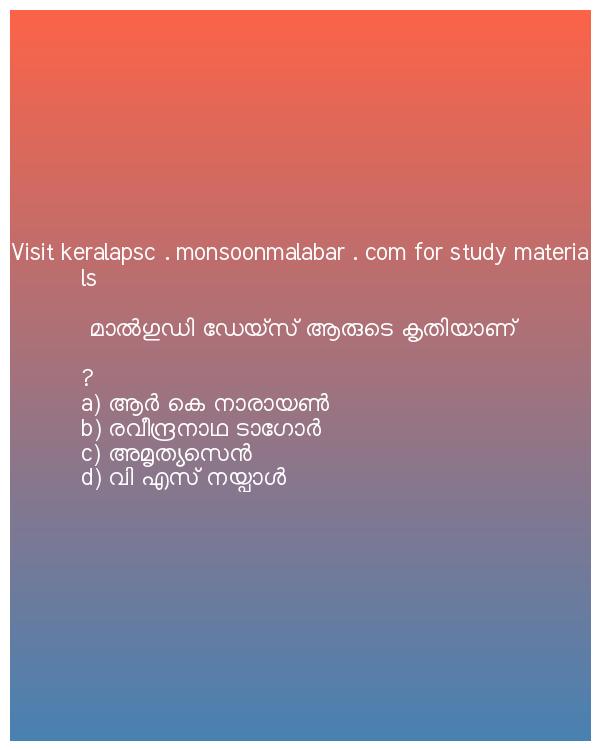 Visit keralapsc . monsoonmalabar . com for study materia
ls
മാൽഗുഡി ഡേയ്സ് ആരുടെ കൃതിയാണ്
?
a) ആർ കെ നാരായൺ
b) രവീന്ദ്രനാഥ ടാഗോർ
c) അമൃത്യസെൻ
d) വി എസ് നയ്പാൾ